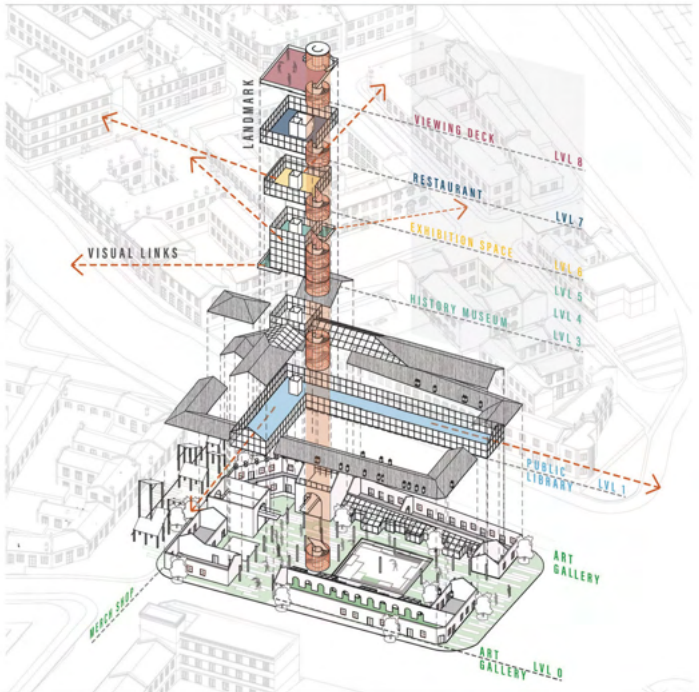 LANDMARK
VIEWING DECK
LVL 8
RESTAURANT
LVL 7
EXHIBITION SPACE
LVL 6
VISUAL LINKS
LVL 5
HISTORY MUSEUM
LVL 4
LVL 3
PUBLIC
LIBRARY
LVL 1
ART
GALLERY
MERCH SHOP
ART
GALLERY
LVL 0